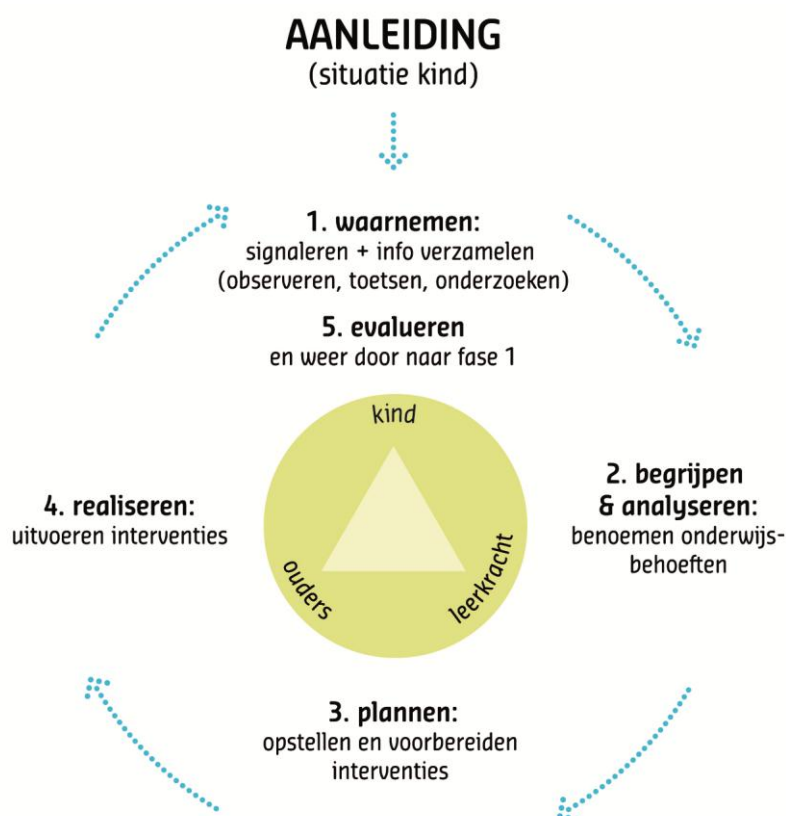 AANLEIDING
(situatie kind)
1. waarnemen:
signaleren + info verzamelen
(observeren, toetsen, onderzoeken)
5. evalueren
en weer door naar fase 1
kind
ouders
leerkracht
2. begrijpen
& analyseren:
benoemen onderwijs-
behoeften
3. plannen:
opstellen en voorbereiden
interventies
4. realiseren:
uitvoeren interventies